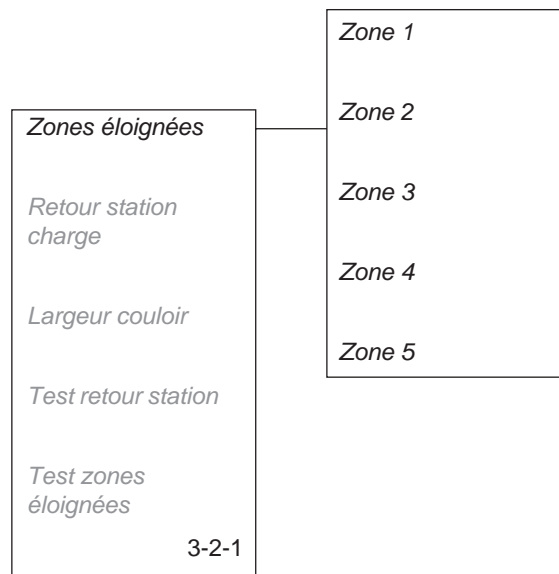 Zones éloignées
Retour station
charge
Largeur couloir
Test retour station
Test zones
éloignées
3-2-1
Zone 1
Zone 2
Zone 3
Zone 4
Zone 5